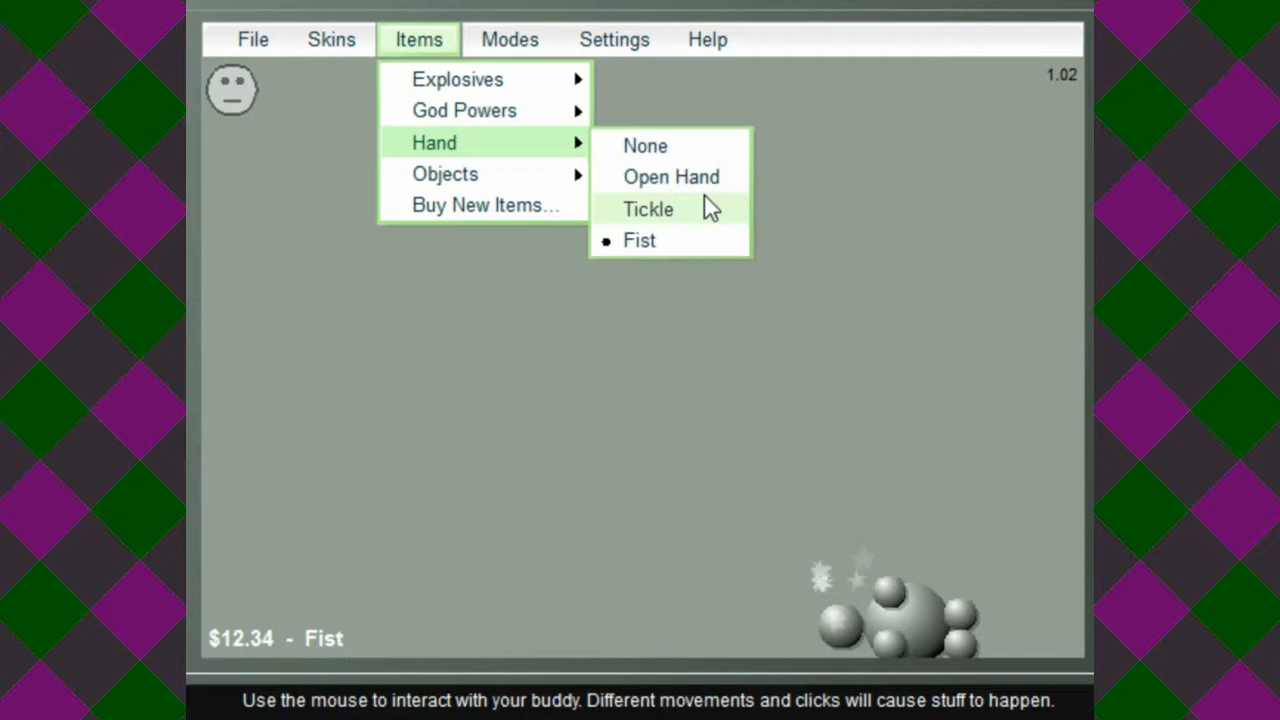 File Skins Items Modes Settings Help
1.02
Explosives
God Powers
Hand
Objects
Buy New Items...
None
Open Hand
Tickle
Fist
$12.34 - Fist
Use the mouse to interact with your buddy. Different movements and clicks will cause stuff to happen.